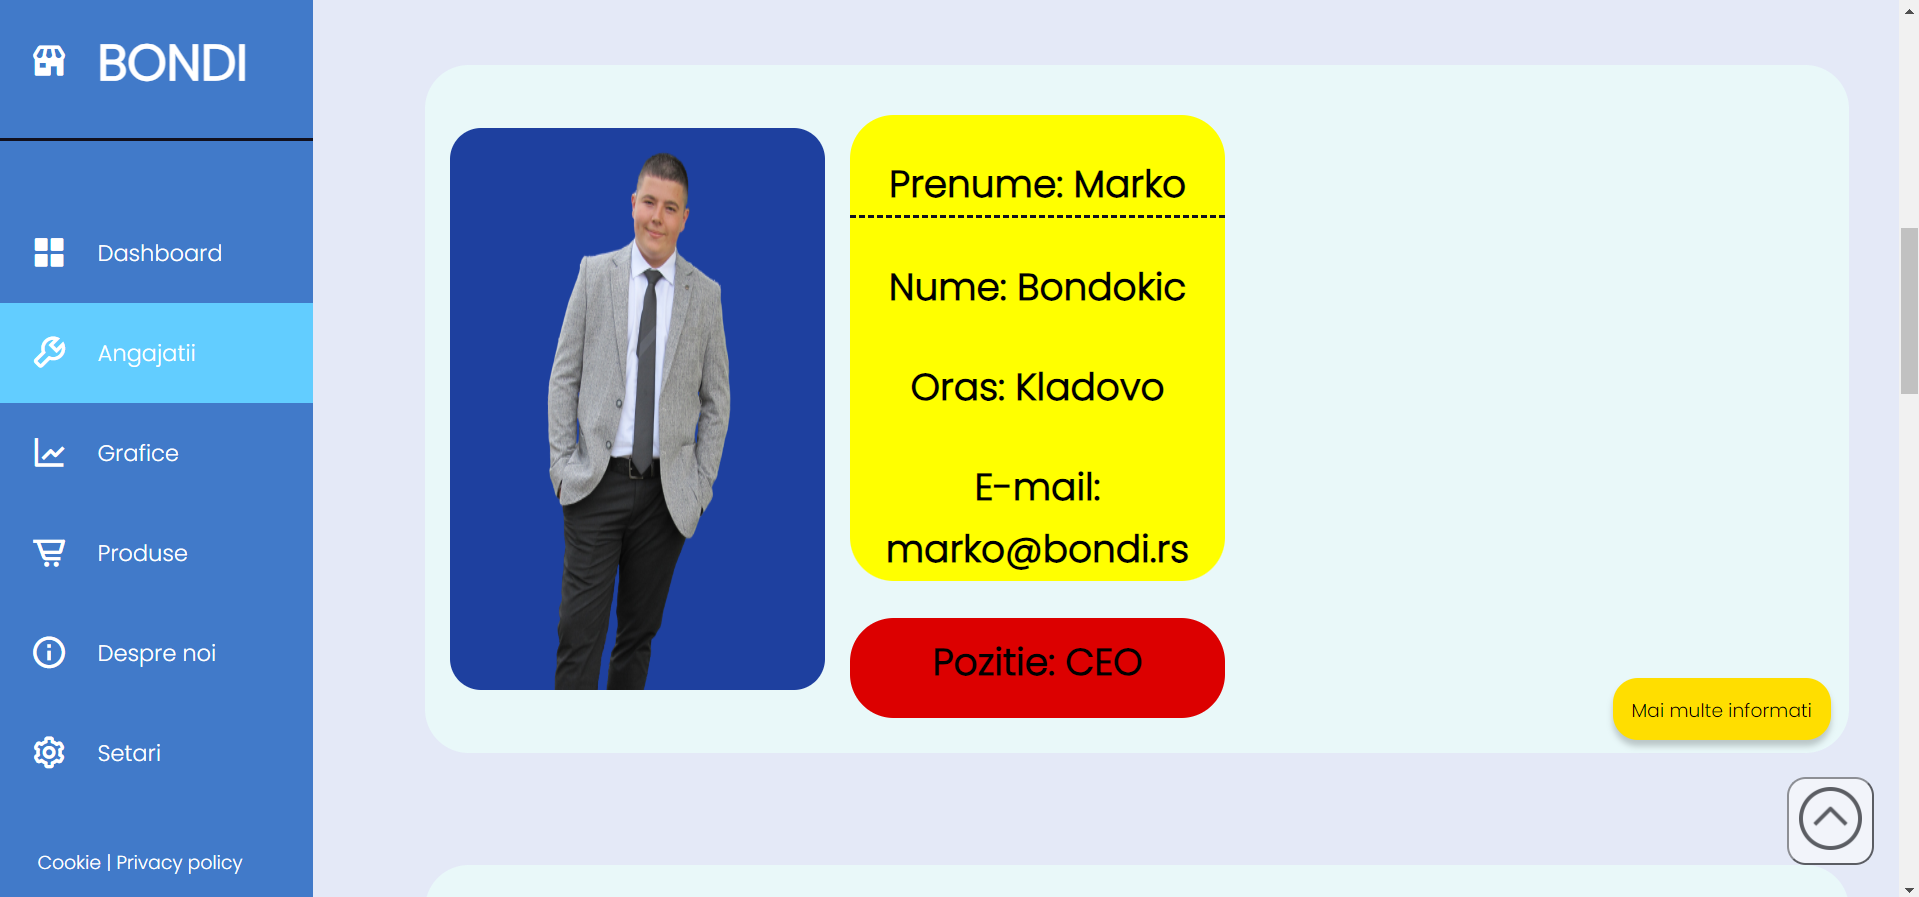 BONDI
Dashboard
Angajatii
Grafice
Produse
Despre noi
Setari
Cookie | Privacy policy
Prenume: Marko
Nume: Bondokic
Oras: Kladovo
E-mail:
marko@bondi.rs
Pozitie: CEO
Mai multe informati